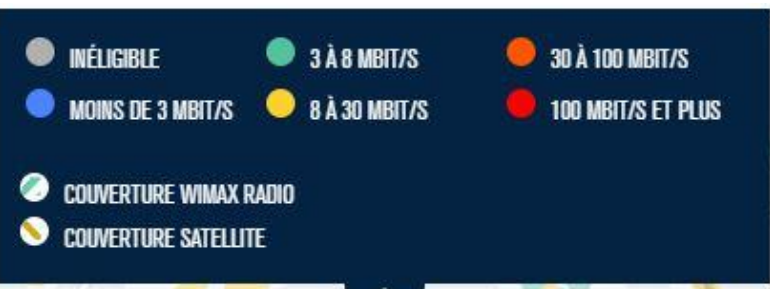 INÉLIGIBLE 3 À 8 MBIT/S 30 À 100 MBIT/S
MOINS DE 3 MBIT/S 8 À 30 MBIT/S 100 MBIT/S ET PLUS
COUVERTURE WIMAX RADIO
COUVERTURE SATELLITE